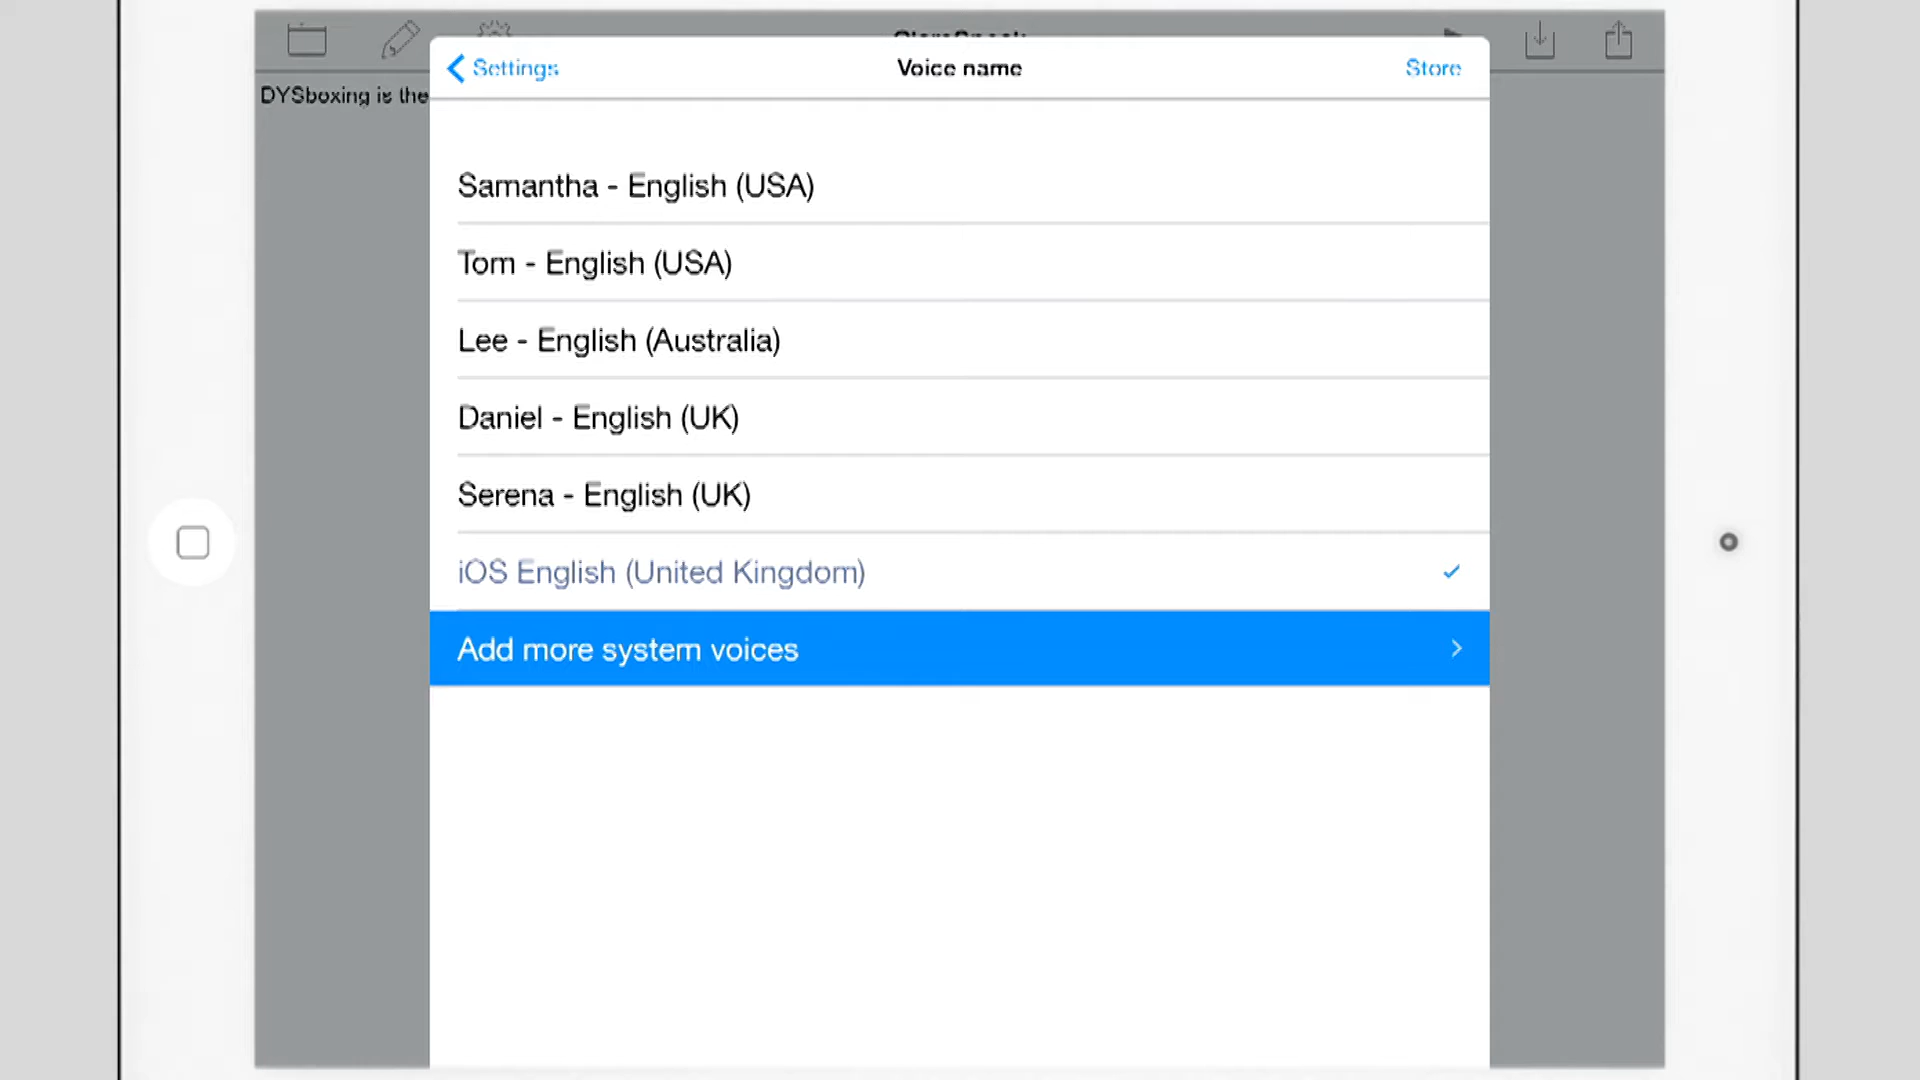 Settings
Voice name
Store
DYSboxing is the
Samantha - English (USA)
Tom - English (USA)
Lee - English (Australia)
Daniel - English (UK)
Serena - English (UK)
iOS English (United Kingdom)
Add more system voices